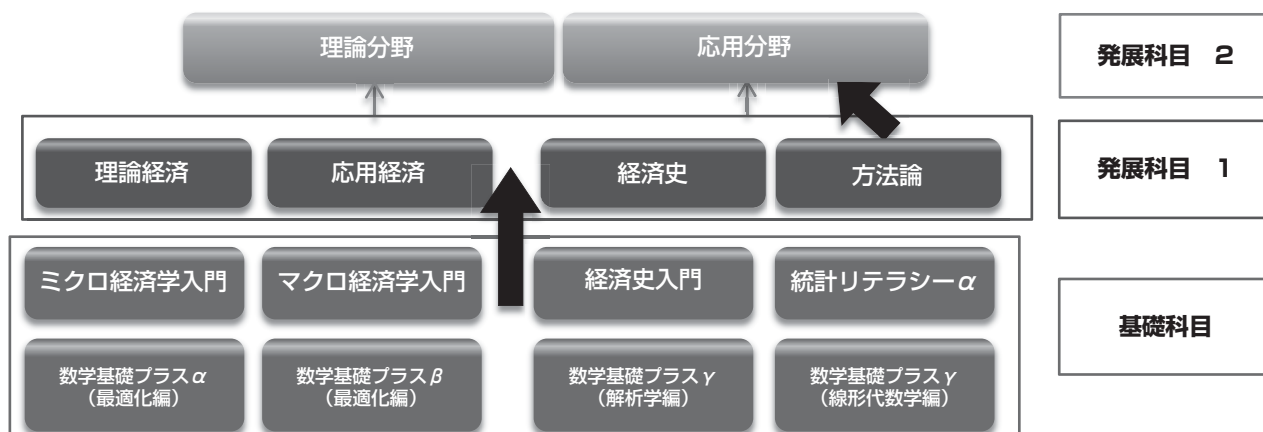 理論分野
応用分野
発展科目 2
理論経済
応用経済
経済史
方法論
発展科目 1
ミクロ経済学入門
マクロ経済学入門
経済史入門
統計リテラシーα
基礎科目
数学基礎プラスα
（最適化編）
数学基礎プラスβ
（最適化編）
数学基礎プラスγ
（解析学編）
数学基礎プラスγ
（線形代数学編）